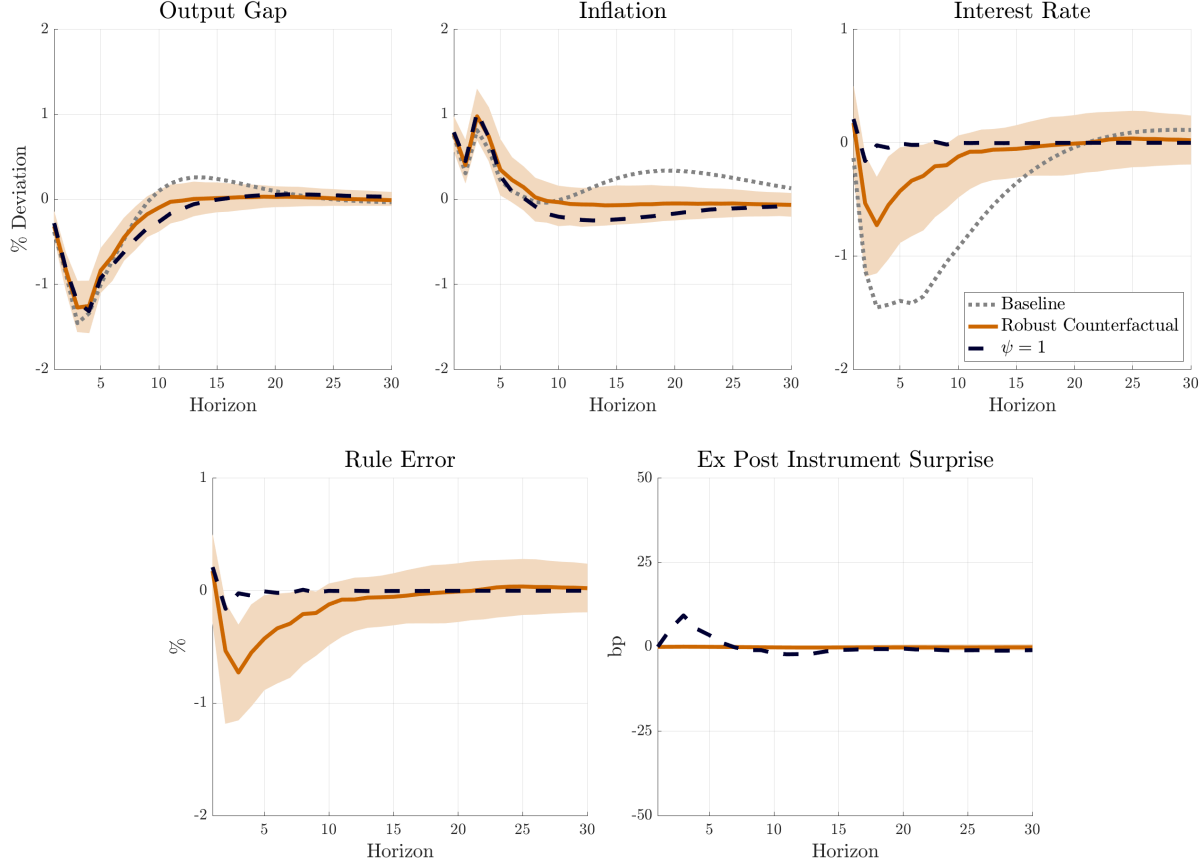 Output Gap
Inflation
Interest Rate
2
1
0
-1
-2
% Deviation
5 10 15 20 25 30
Horizon
2
1
0
-1
-2
5 10 15 20 25 30
Horizon
1
0
-1
-2
5 10 15 20 25 30
Horizon
Baseline
Robust Counterfactual
ψ = 1
Rule Error
Ex Post Instrument Surprise
1
0
-1
-2
%
5 10 15 20 25 30
Horizon
50
25
0
-25
-50
bp
5 10 15 20 25 30
Horizon